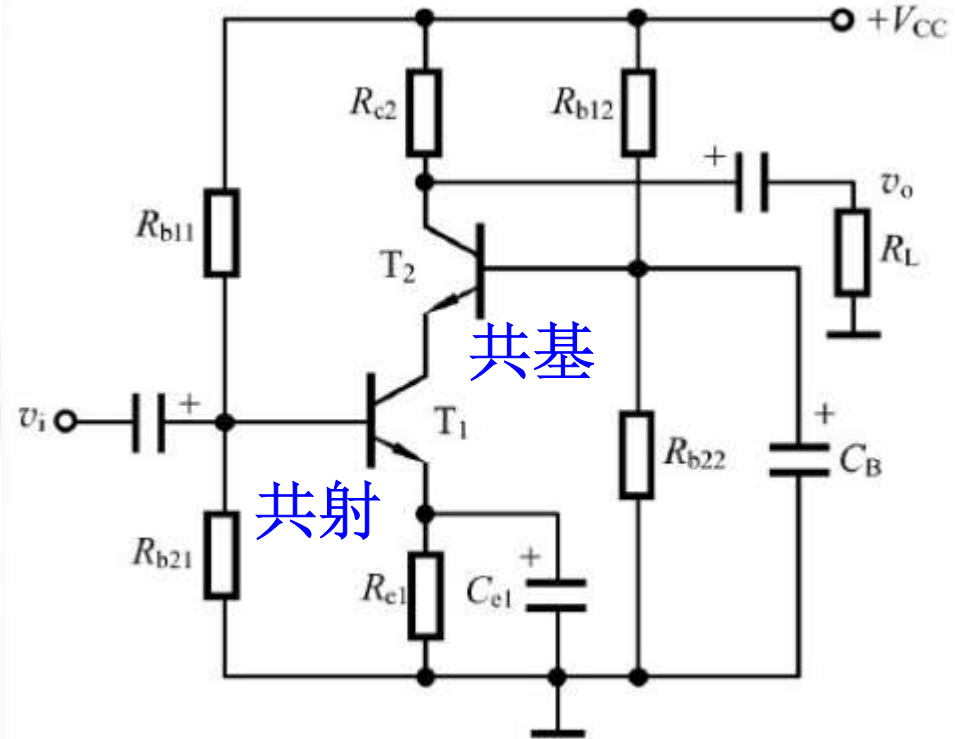 +V_CC
R_c2
R_b12
+
v_o
R_b11
R_L
T_2
共基
v_i
+
T_1
+
R_b22
C_B
共射
R_b21
+
R_e1
C_e1